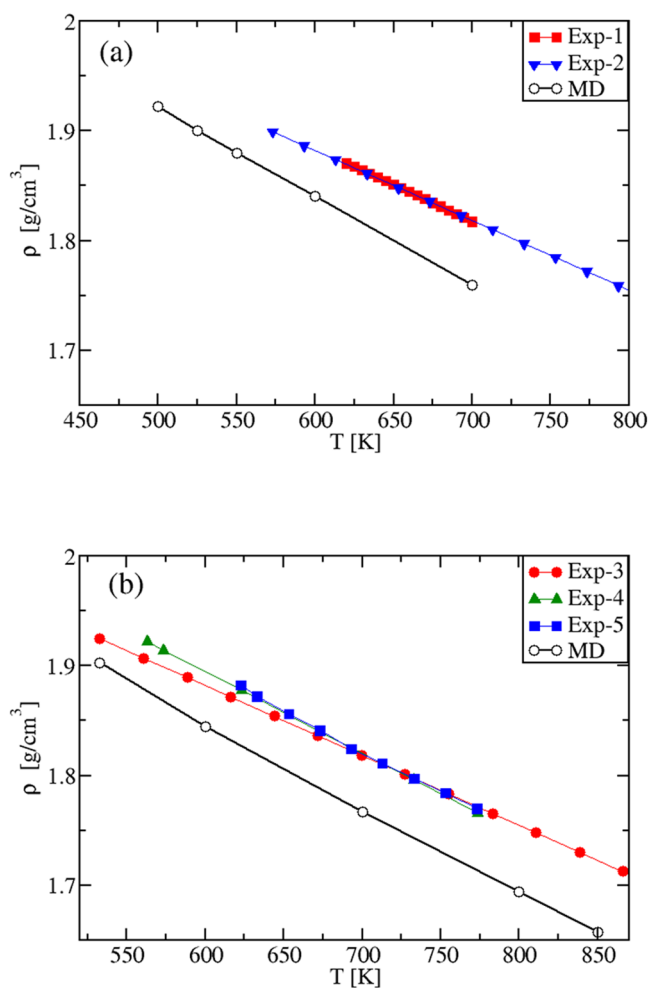 2
(a)
Exp-1
Exp-2
MD
1.9
ρ [g/cm³]
1.8
1.7
450 500 550 600 650 700 750 800
T [K]
2
(b)
Exp-3
Exp-4
Exp-5
MD
1.9
ρ [g/cm³]
1.8
1.7
550 600 650 700 750 800 850
T [K]